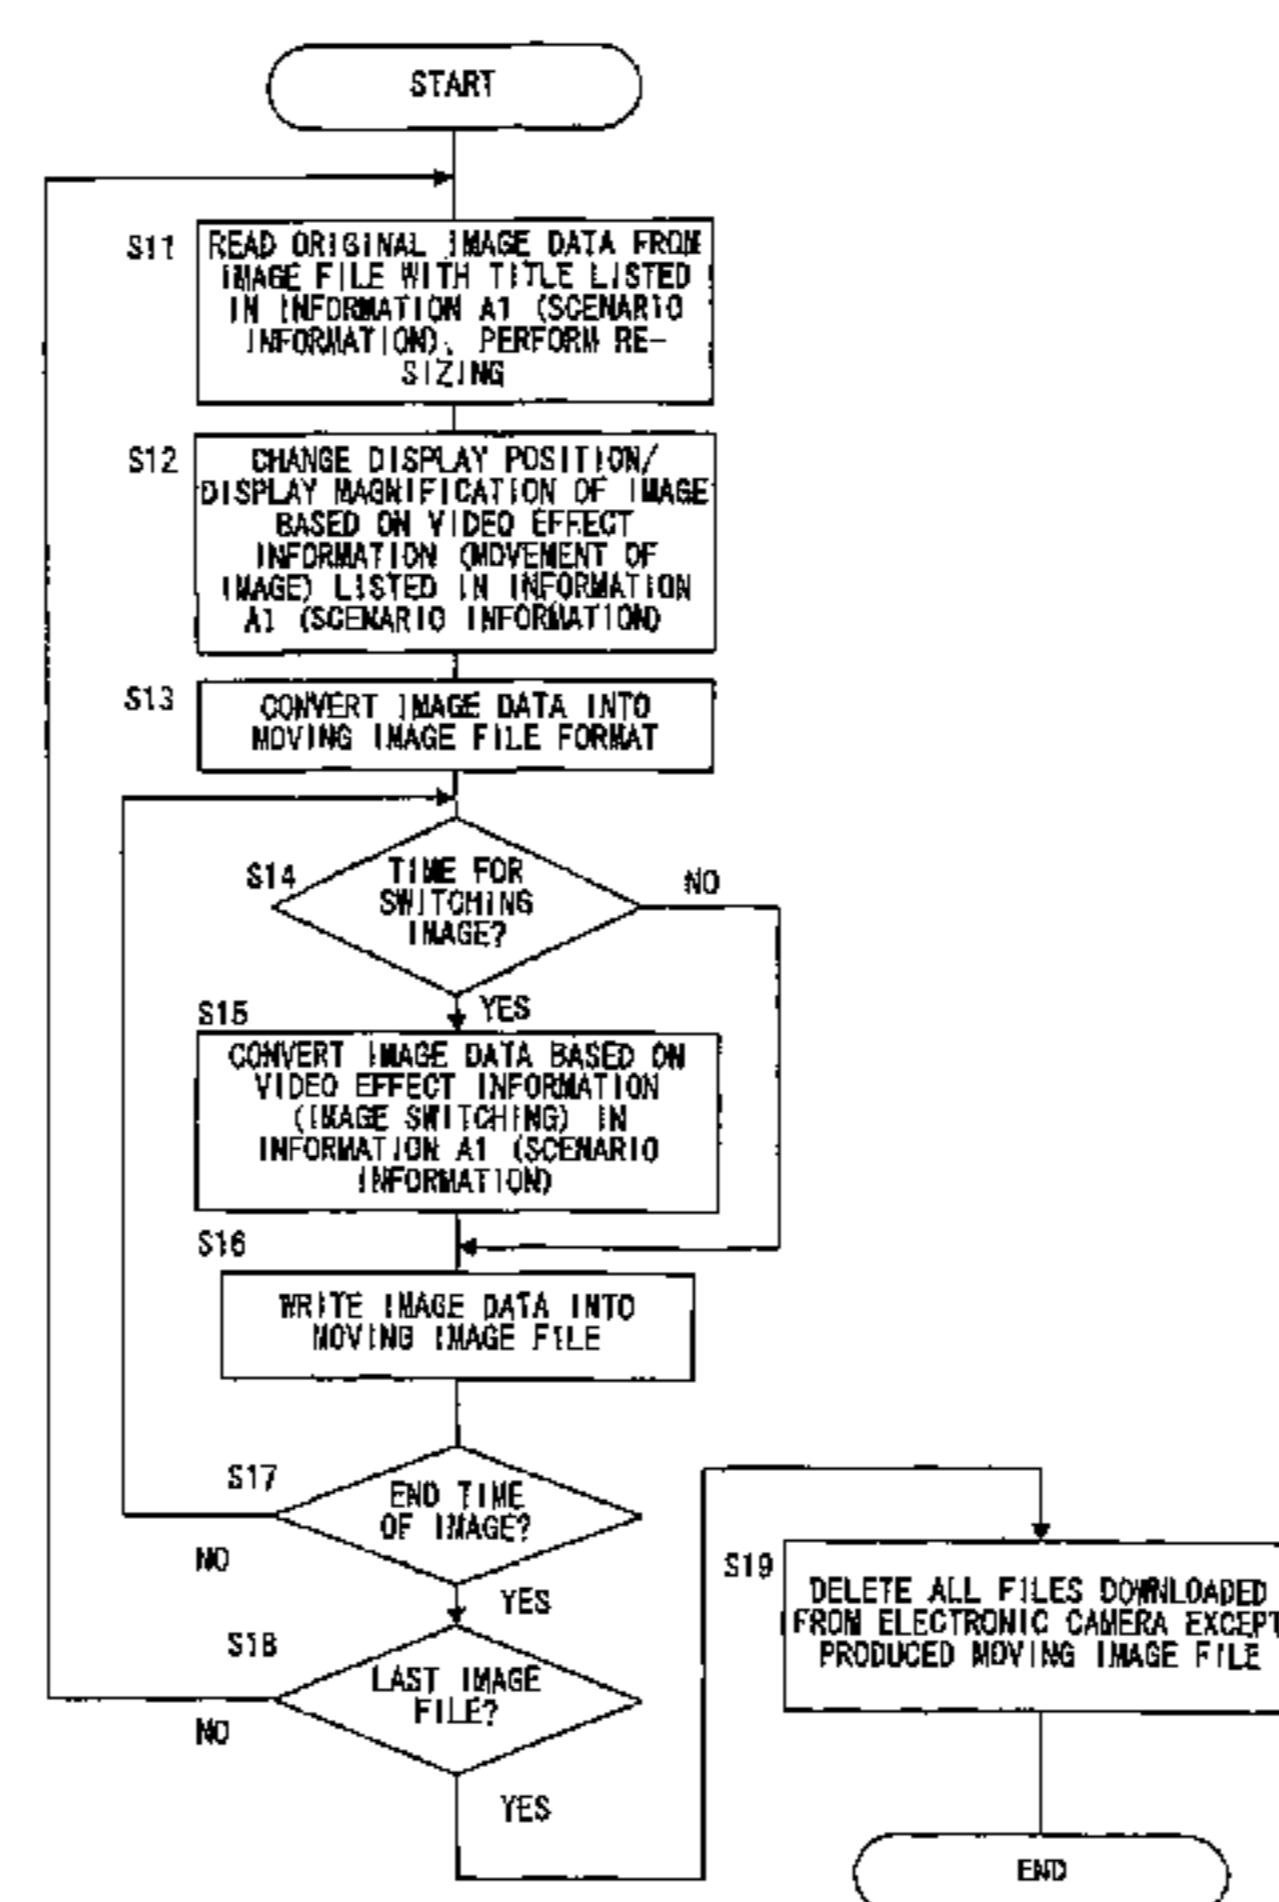 START
S11
READ ORIGINAL IMAGE DATA FROM
IMAGE FILE WITH TITLE LISTED
IN INFORMATION A1 (SCENARIO
INFORMATION), PERFORM RE-
SIZING
S12
CHANGE DISPLAY POSITION/
DISPLAY MAGNIFICATION OF IMAGE
BASED ON VIDEO EFFECT
INFORMATION (MOVEMENT OF
IMAGE) LISTED IN INFORMATION
A1 (SCENARIO INFORMATION)
S13
CONVERT IMAGE DATA INTO
MOVING IMAGE FILE FORMAT
S14
TIME FOR
SWITCHING
IMAGE?
NO
YES
S15
CONVERT IMAGE DATA BASED ON
VIDEO EFFECT INFORMATION
(IMAGE SWITCHING) IN
INFORMATION A1 (SCENARIO
INFORMATION)
S16
WRITE IMAGE DATA INTO
MOVING IMAGE FILE
S17
END TIME
OF IMAGE?
NO
YES
S18
LAST IMAGE
FILE?
NO
YES
S19
DELETE ALL FILES DOWNLOADED
FROM ELECTRONIC CAMERA EXCEPT
PRODUCED MOVING IMAGE FILE
END